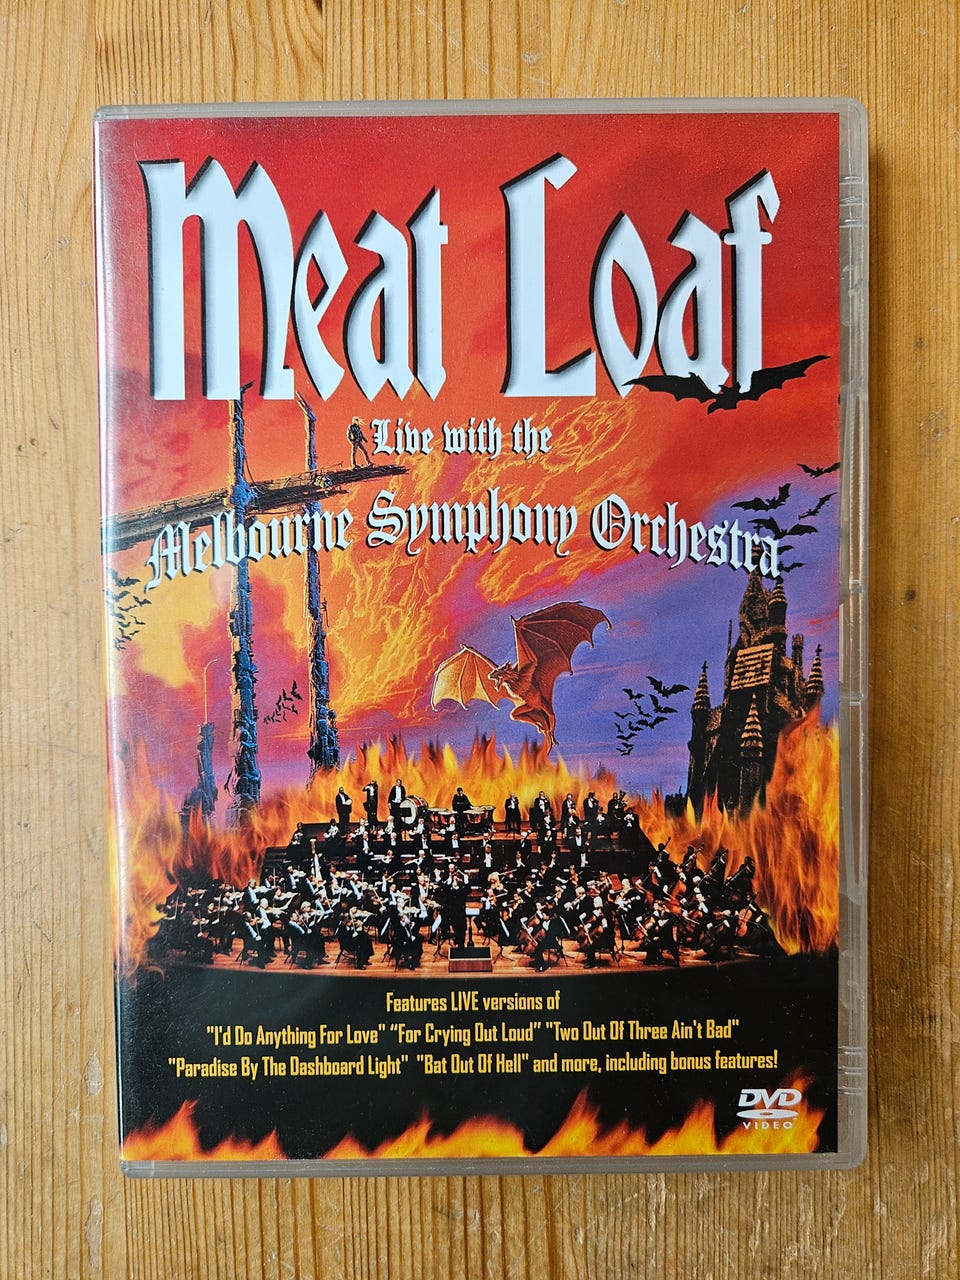 Meat Loaf
Live with the
Melbourne Symphony Orchestra
Features LIVE versions of
"I'd Do Anything For Love" "For Crying Out Loud" "Two Out Of Three Ain't Bad"
"Paradise By The Dashboard Light" "Bat Out Of Hell" and more, including bonus features!
DVD
VIDEO